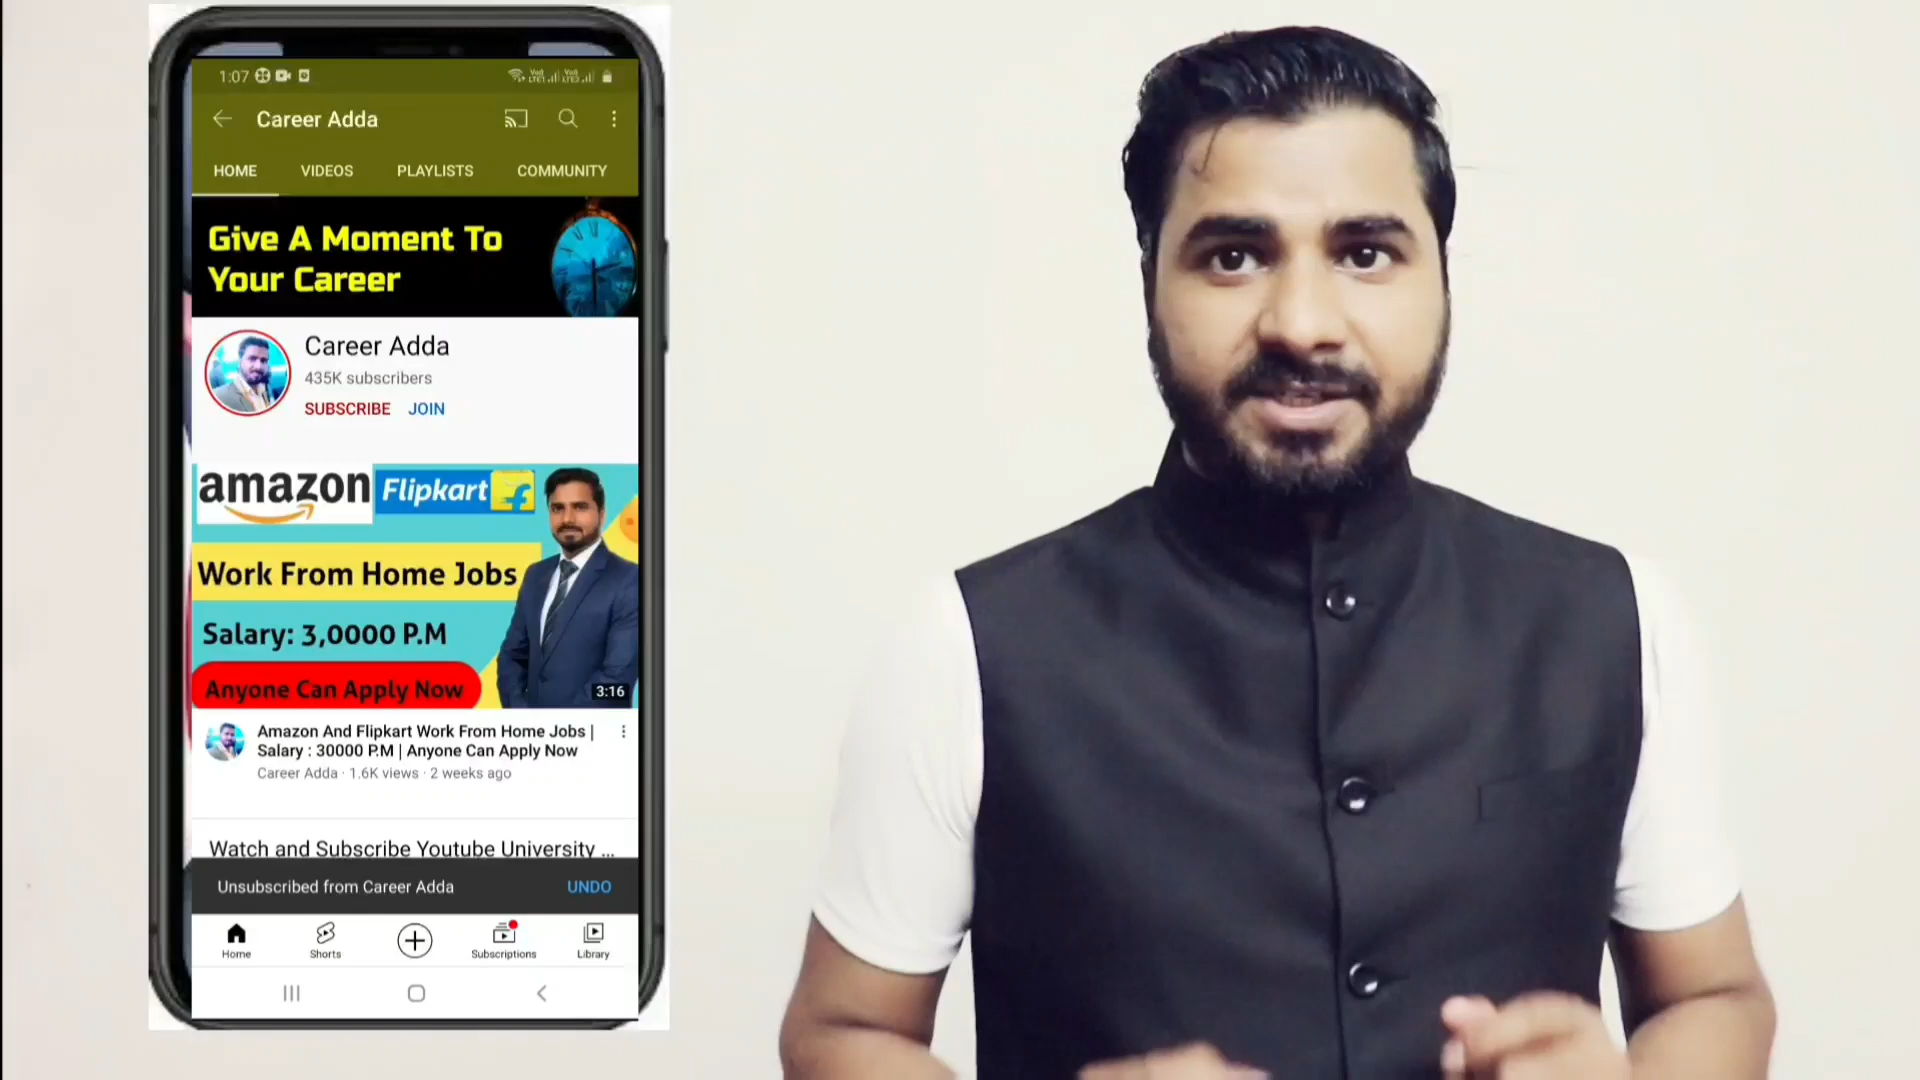 1:07
Career Adda
HOME VIDEOS PLAYLISTS COMMUNITY
Give A Moment To
Your Career
Career Adda
435K subscribers
SUBSCRIBE JOIN
amazon Flipkart
Work From Home Jobs
Salary: 3,0000 P.M
Anyone Can Apply Now
3:16
Amazon And Flipkart Work From Home Jobs |
Salary : 30000 P.M | Anyone Can Apply Now
Career Adda · 1.6K views · 2 weeks ago
Watch and Subscribe Youtube University ...
Unsubscribed from Career Adda UNDO
Home Shorts Subscriptions Library